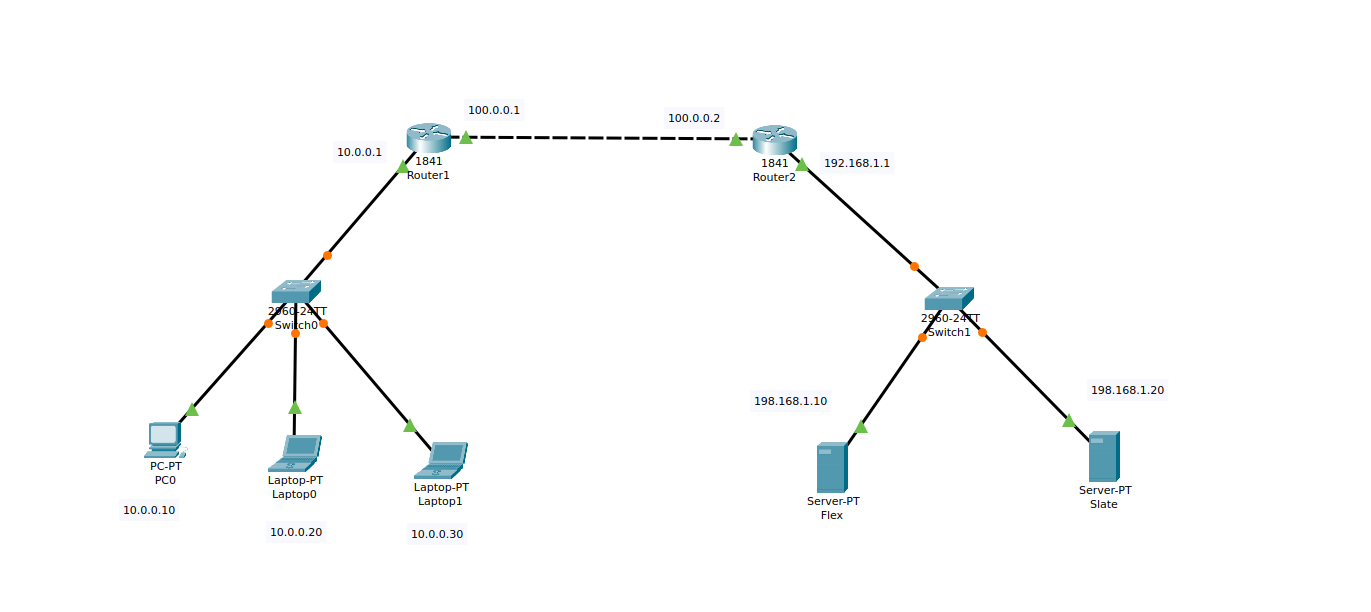 100.0.0.1
100.0.0.2
10.0.0.1
1841
Router1
1841
Router2
192.168.1.1
2960-24TT
Switch0
2960-24TT
Switch1
198.168.1.10
198.168.1.20
PC-PT
PC0
Laptop-PT
Laptop0
Laptop-PT
Laptop1
Server-PT
Flex
Server-PT
Slate
10.0.0.10
10.0.0.20
10.0.0.30